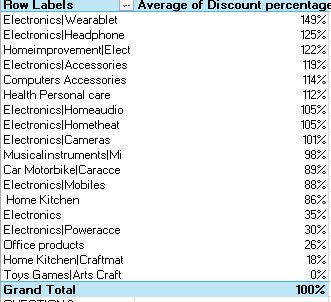 Row Labels Average of Discount percentage
Electronics|Wearablet 149%
Electronics|Headphone 125%
Homeimprovement|Elect 122%
Electronics|Accessories 119%
Computers Accessories 114%
Health Personal care 112%
Electronics|Homeaudio 105%
Electronics|Hometheat 105%
Electronics|Cameras 101%
Musicalinstruments|Mi 98%
Car Motorbike|Caracce 89%
Electronics|Mobiles 88%
Home Kitchen 86%
Electronics 35%
Electronics|Poweracce 30%
Office products 26%
Home Kitchen|Craftmat 18%
Toys Games|Arts Craft 0%
Grand Total 100%